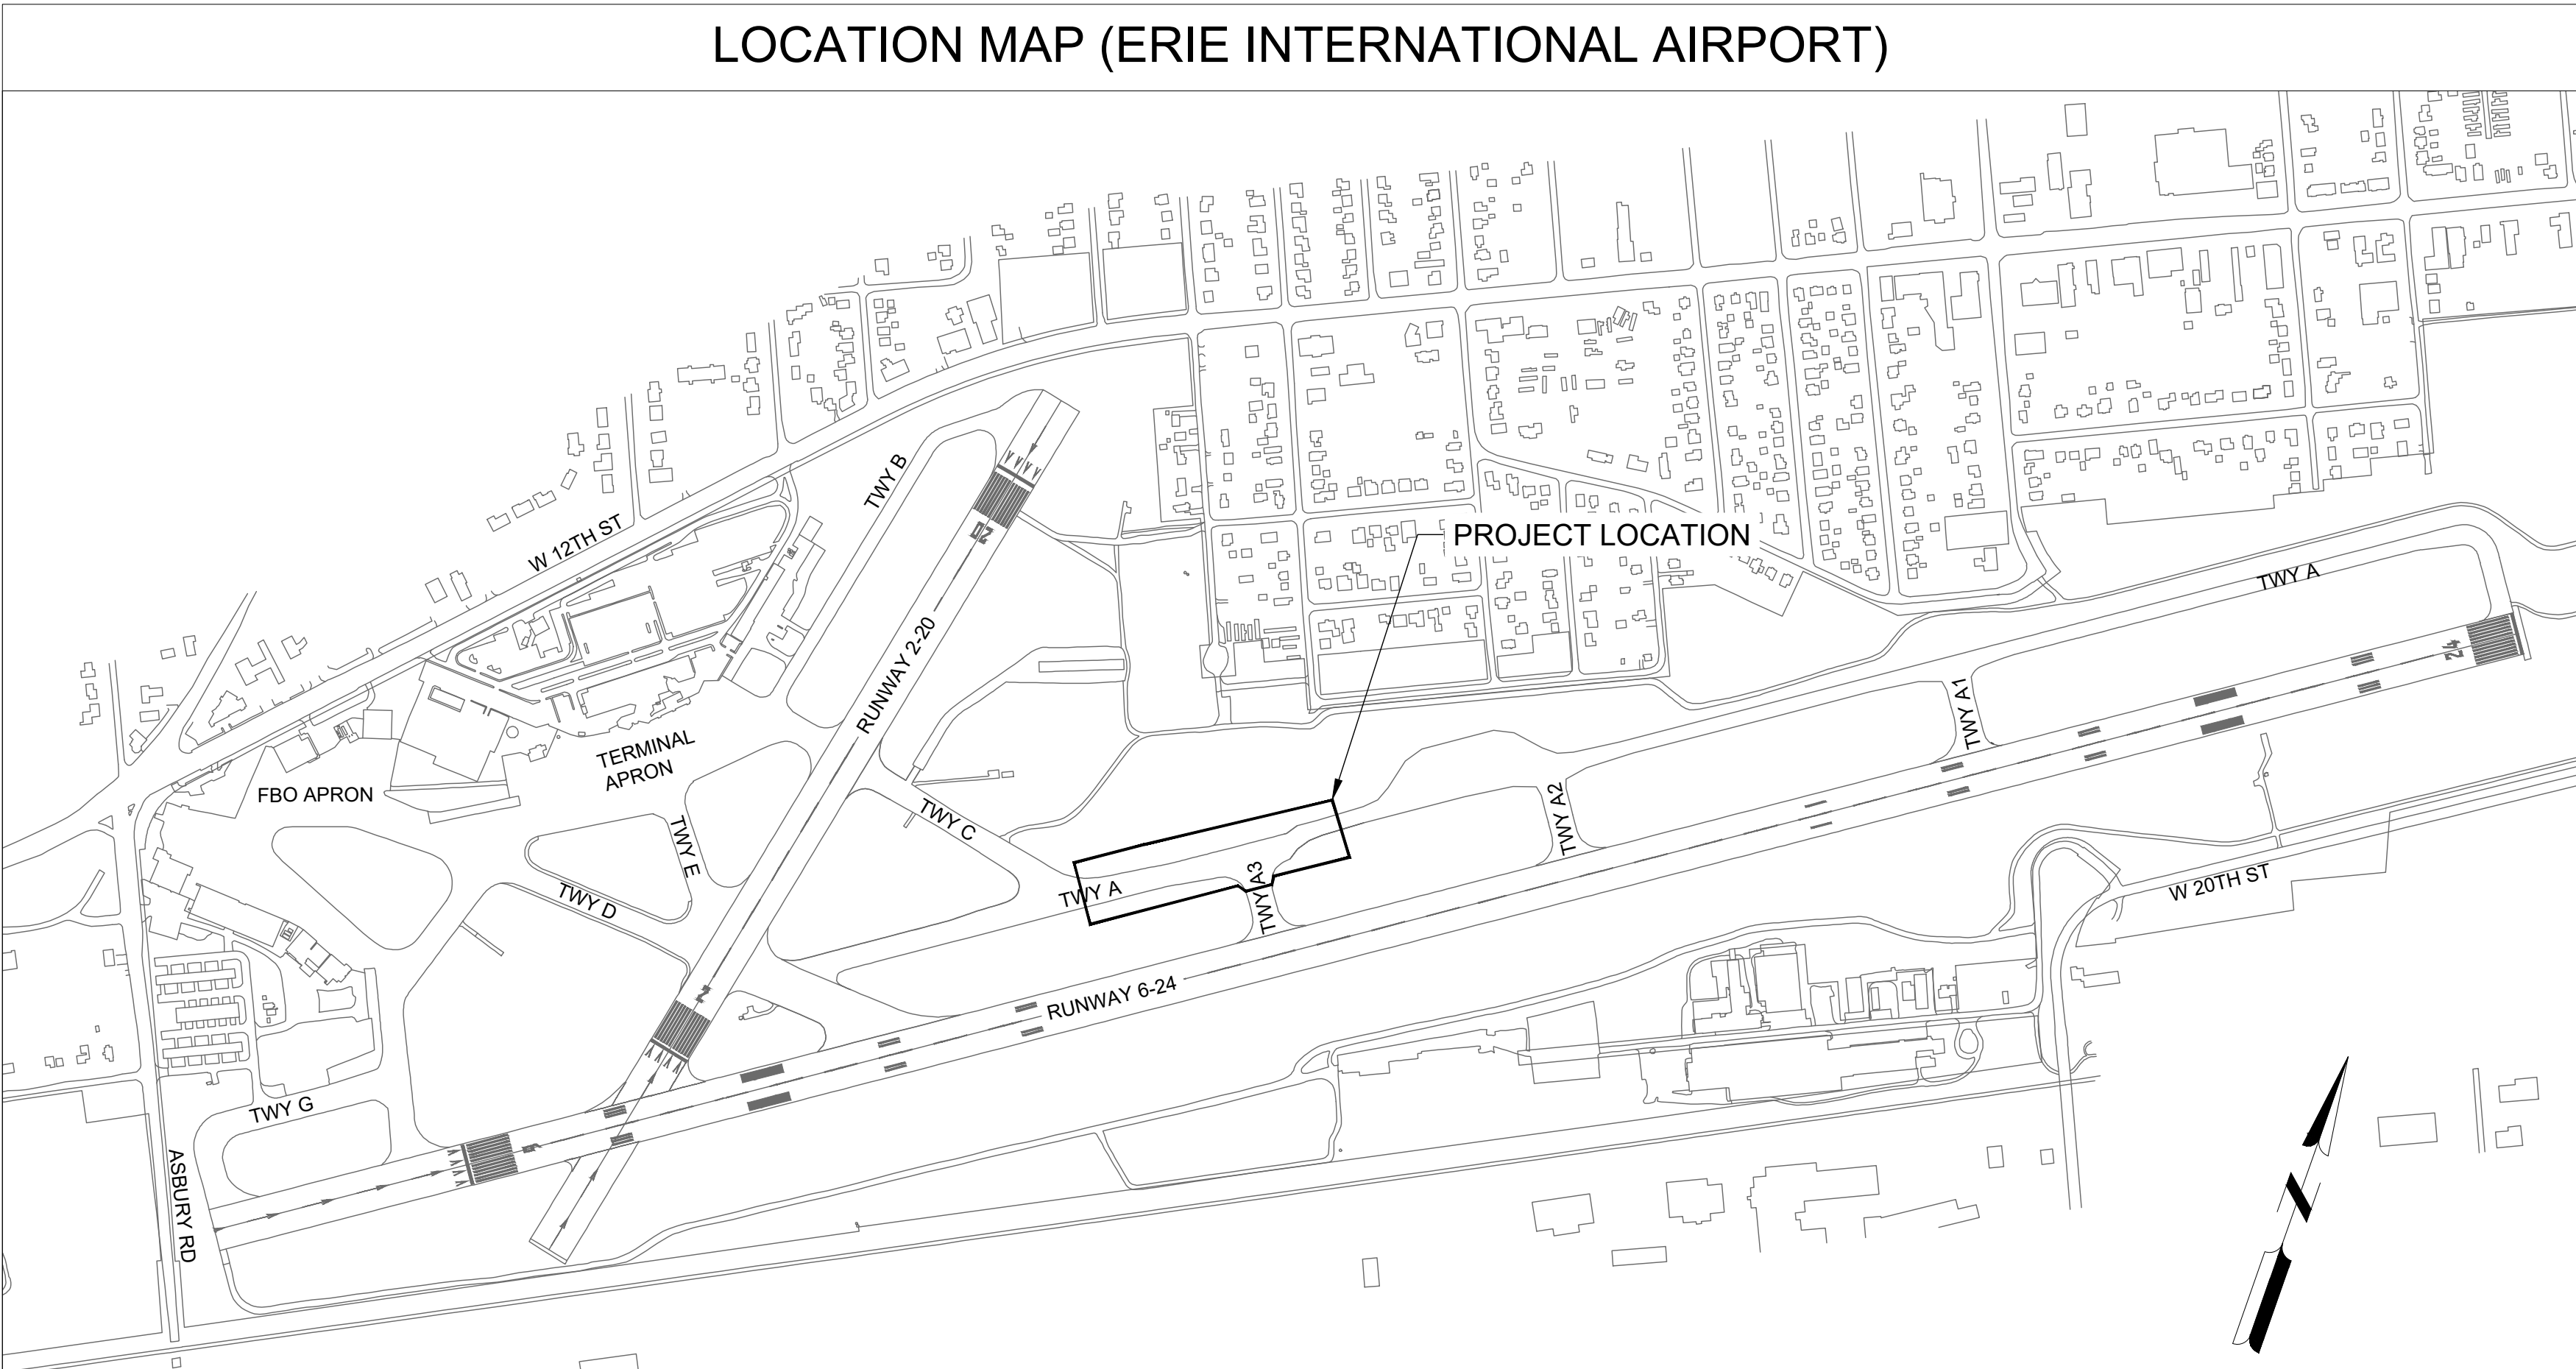 LOCATION MAP (ERIE INTERNATIONAL AIRPORT)
W 12TH ST
TWY B
20
PROJECT LOCATION
TWY A
24
RUNWAY 2-20
TWY A1
TERMINAL
APRON
FBO APRON
TWY C
TWY A2
TWY E
TWY A
TWY A3
W 20TH ST
TWY D
2
RUNWAY 6-24
TWY G
ASBURY RD